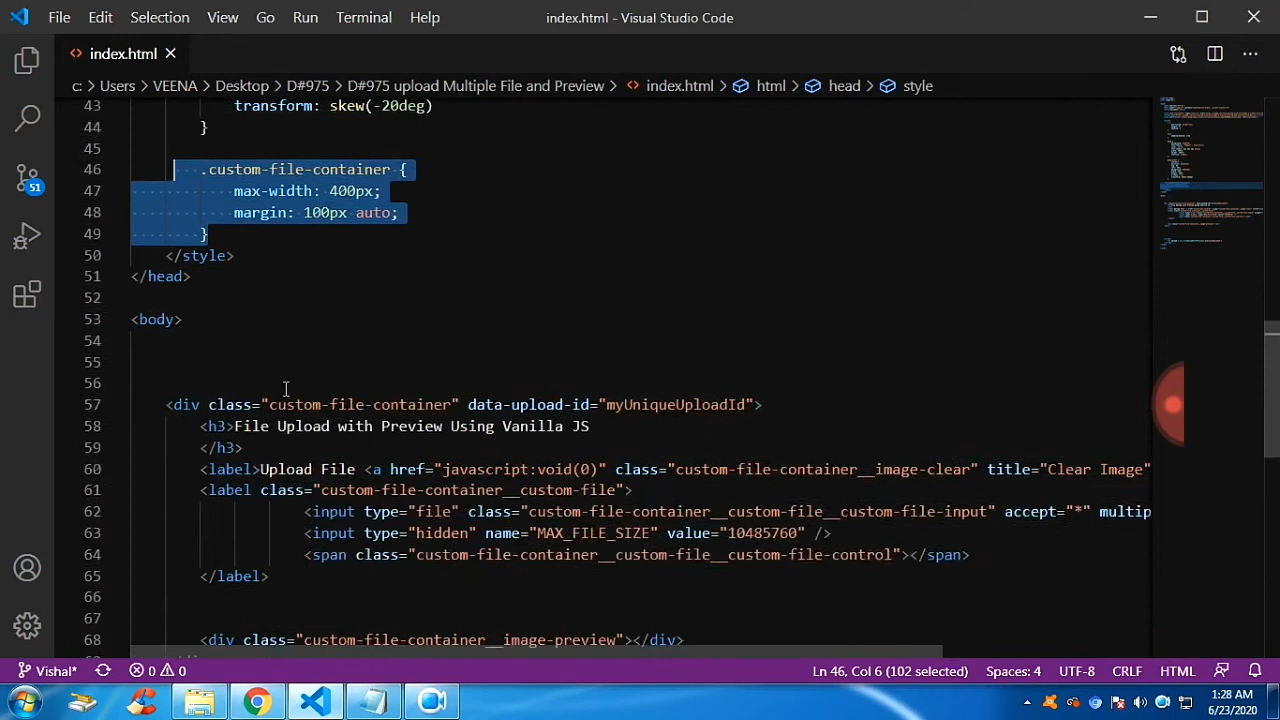 File Edit Selection View Go Run Terminal Help index.html - Visual Studio Code
index.html
c: > Users > VEENA > Desktop > D#975 > D#975 upload Multiple File and Preview > index.html > html > head > style
43 transform: skew(-20deg)
44 }
45
46 .custom-file-container {
47 max-width: 400px;
48 margin: 100px auto;
49 }
50 </style>
51 </head>
52
53 <body>
54
55
56
57 <div class="custom-file-container" data-upload-id="myUniqueUploadId">
58 <h3>File Upload with Preview Using Vanilla JS
59 </h3>
60 <label>Upload File <a href="javascript:void(0)" class="custom-file-container__image-clear" title="Clear Image"
61 <label class="custom-file-container__custom-file">
62 <input type="file" class="custom-file-container__custom-file__custom-file-input" accept="*" multip
63 <input type="hidden" name="MAX_FILE_SIZE" value="10485760" />
64 <span class="custom-file-container__custom-file__custom-file-control"></span>
65 </label>
66
67
68 <div class="custom-file-container__image-preview"></div>
51
Vishal* 0 0 Ln 46, Col 6 (102 selected) Spaces: 4 UTF-8 CRLF HTML
1:28 AM
6/23/2020